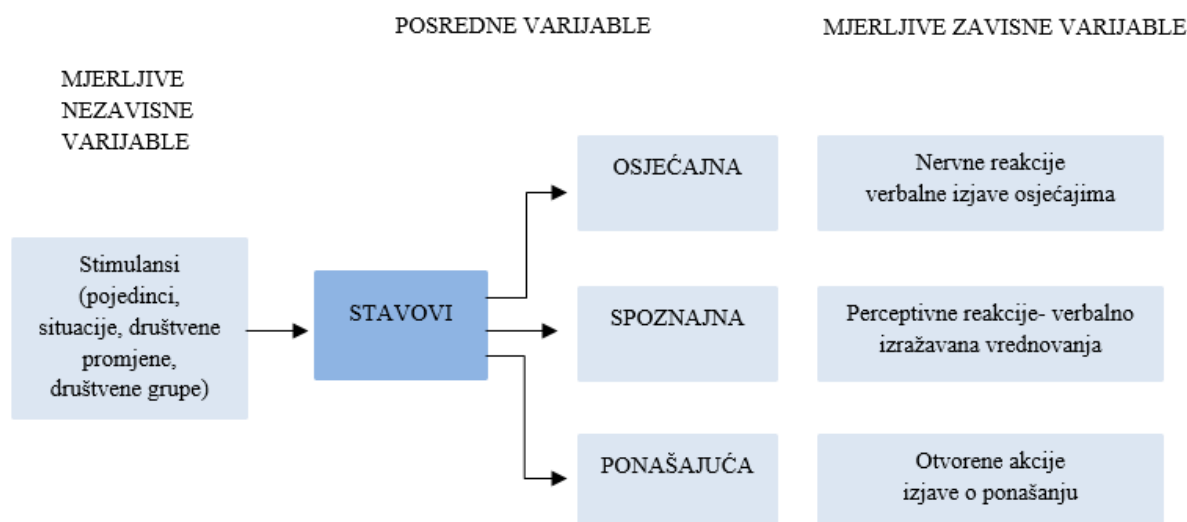 POSREDNE VARIJABLE
MJERLJIVE ZAVISNE VARIJABLE
MJERLJIVE
NEZAVISNE
VARIJABLE
Stimulansi
(pojedinci,
situacije, društvene
promjene,
društvene grupe)
STAVOVI
OSJEĆAJNA
Nervne reakcije
verbalne izjave osjećajima
SPOZNAJNA
Perceptivne reakcije- verbalno
izražavana vrednovanja
PONAŠAJUĆA
Otvorene akcije
izjave o ponašanju